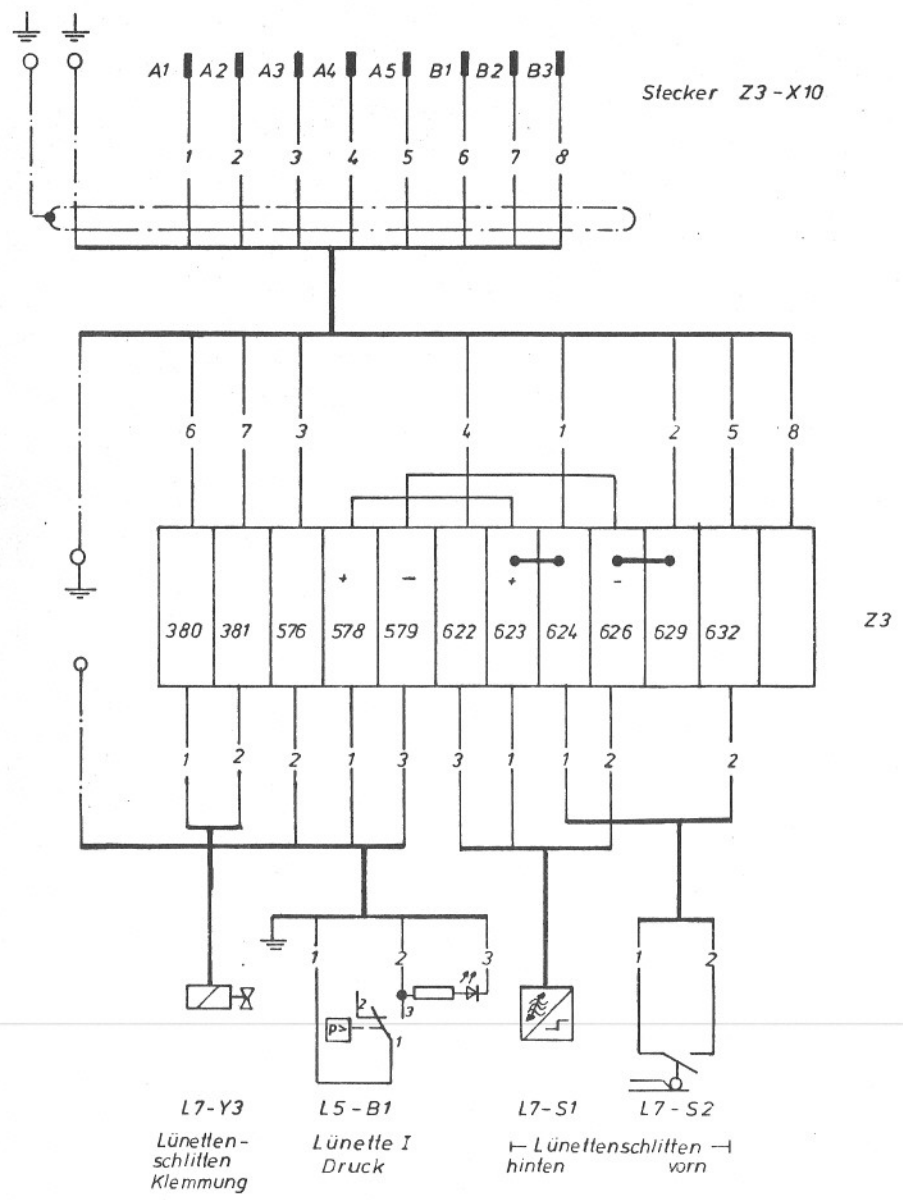 A1 A2 A3 A4 A5 B1 B2 B3
Stecker Z3-X10
1 2 3 4 5 6 7 8
6 7 3 4 1 2 5 8
+ - + -
380 381 576 578 579 622 623 624 626 629 632
Z3
1 2 2 1 3 3 1 1 2 2
1 2 3 1 2
2 3
p>
1
L7-Y3 L5-B1 L7-S1 L7-S2
Lünetten- Lünette I Lünettenschlitten
schlitten Druck hinten vorn
Klemmung